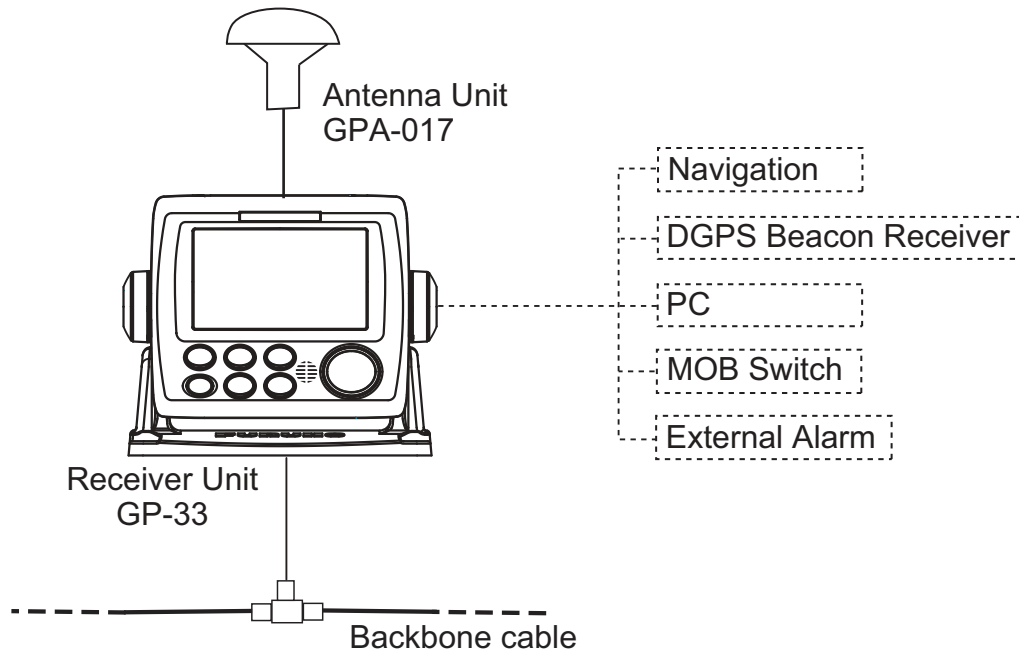 Antenna Unit
GPA-017
Navigation
DGPS Beacon Receiver
PC
MOB Switch
External Alarm
FURUNO
Receiver Unit
GP-33
Backbone cable